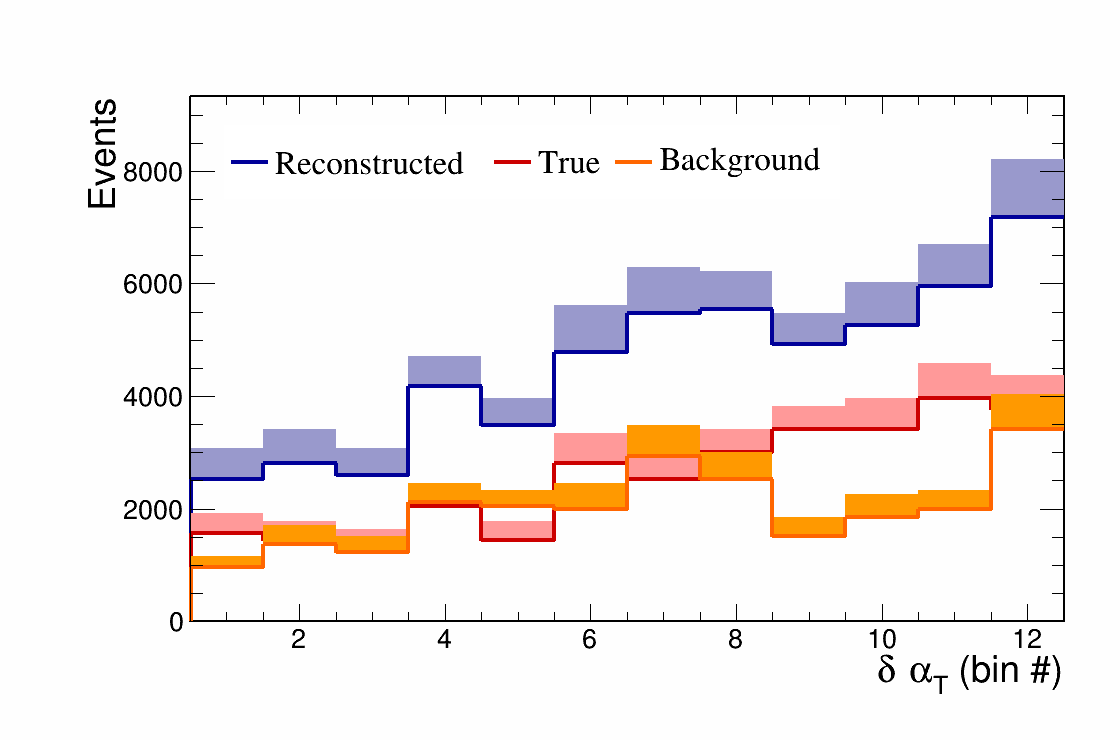 Events
Reconstructed True Background
8000
6000
4000
2000
0
2 4 6 8 10 12
δ α_T (bin #)